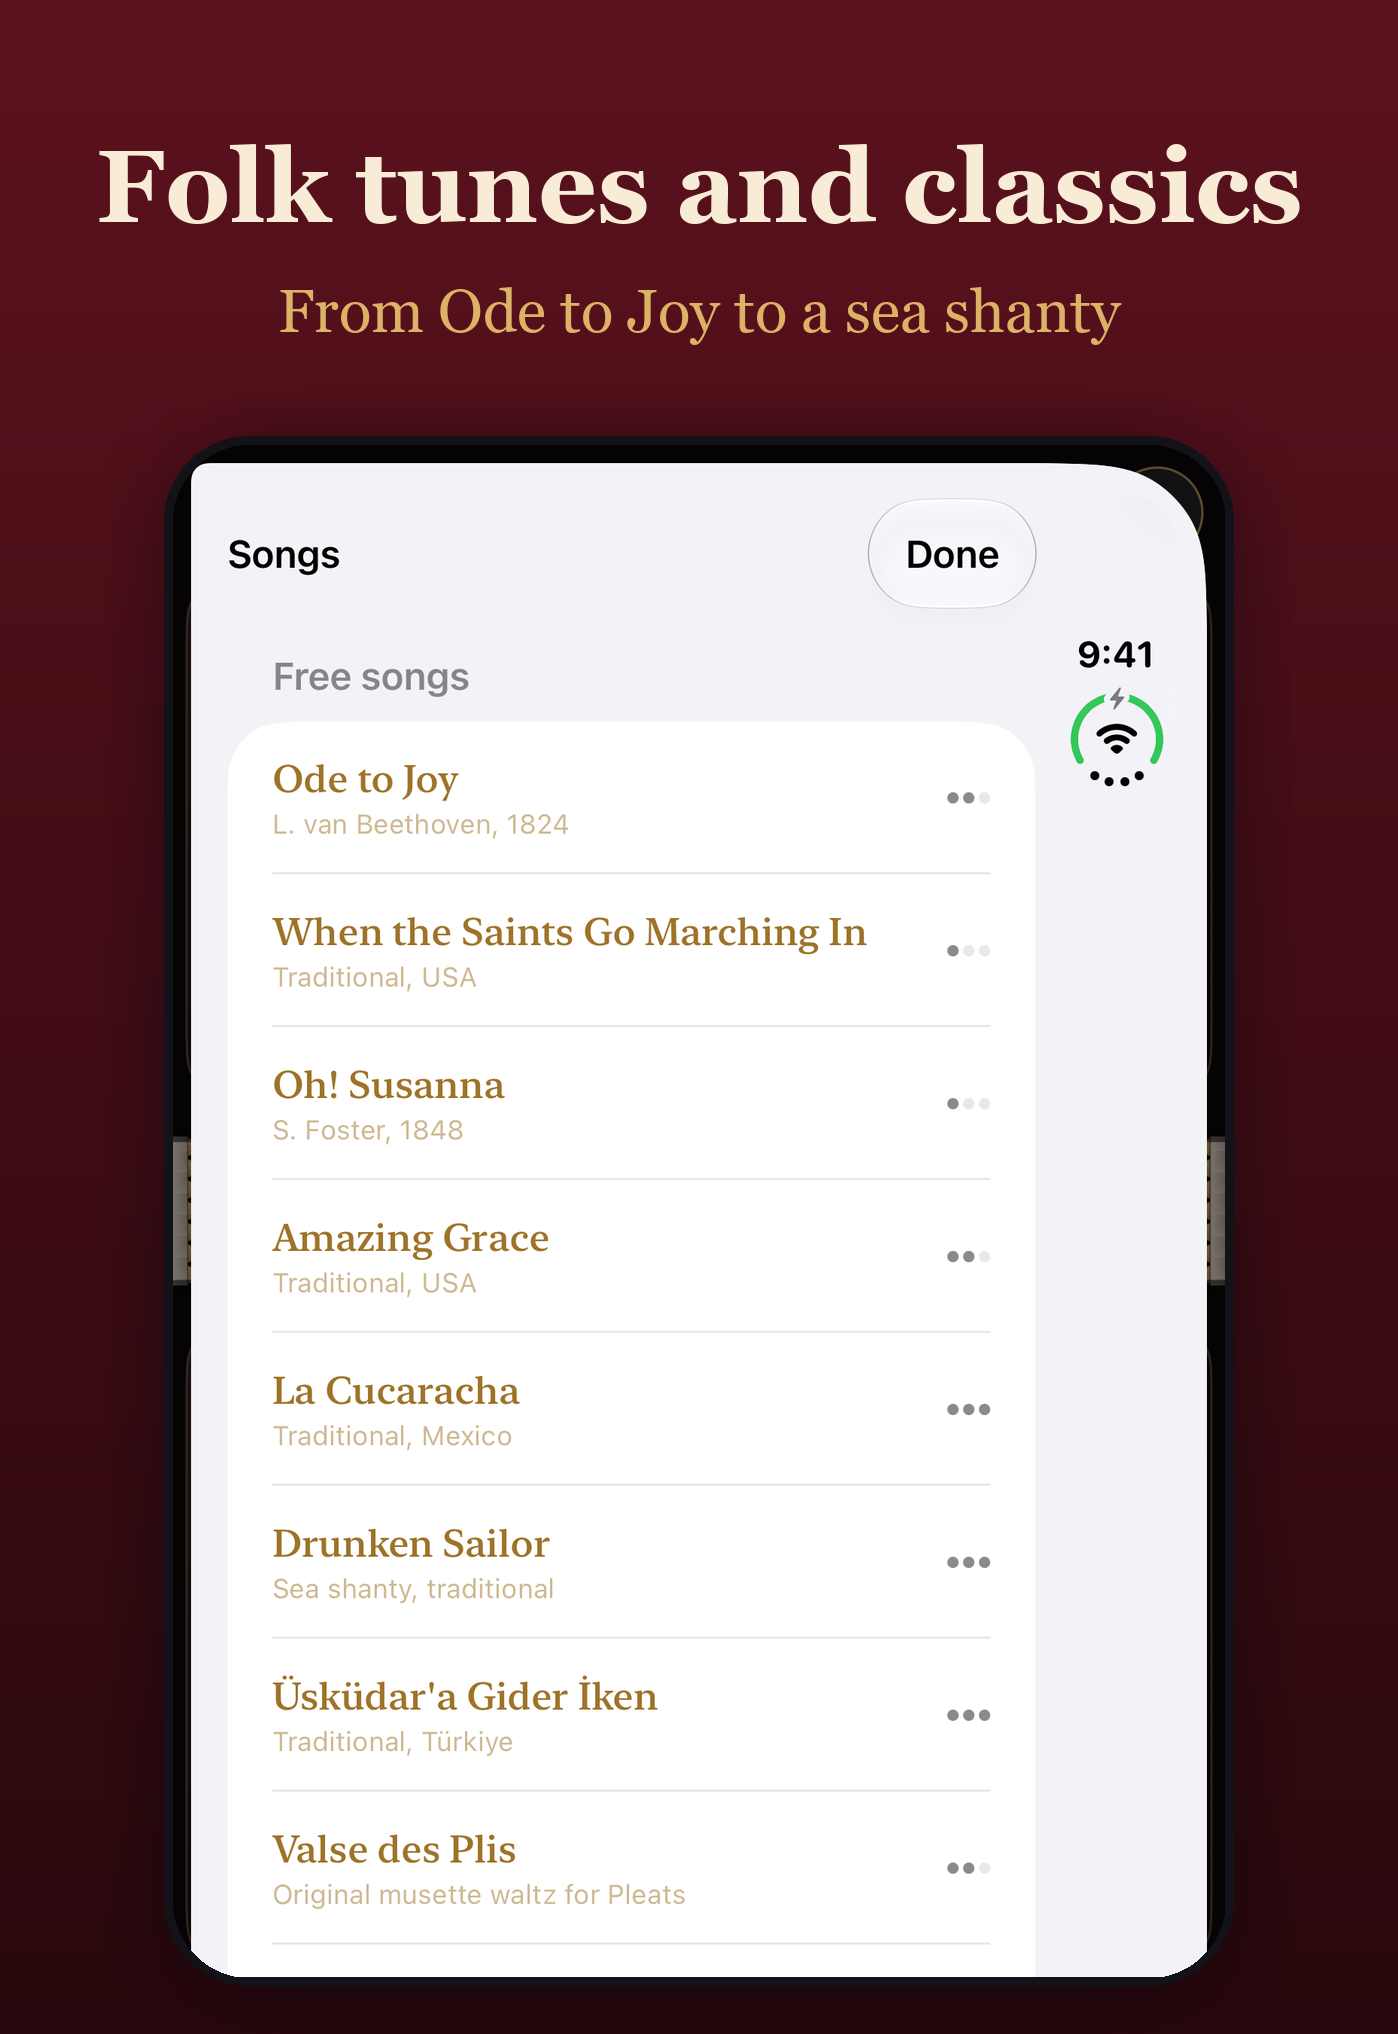 Folk tunes and classics
From Ode to Joy to a sea shanty
Songs
Done
9:41
Free songs
Ode to Joy
L. van Beethoven, 1824
When the Saints Go Marching In
Traditional, USA
Oh! Susanna
S. Foster, 1848
Amazing Grace
Traditional, USA
La Cucaracha
Traditional, Mexico
Drunken Sailor
Sea shanty, traditional
Üsküdar'a Gider İken
Traditional, Türkiye
Valse des Plis
Original musette waltz for Pleats